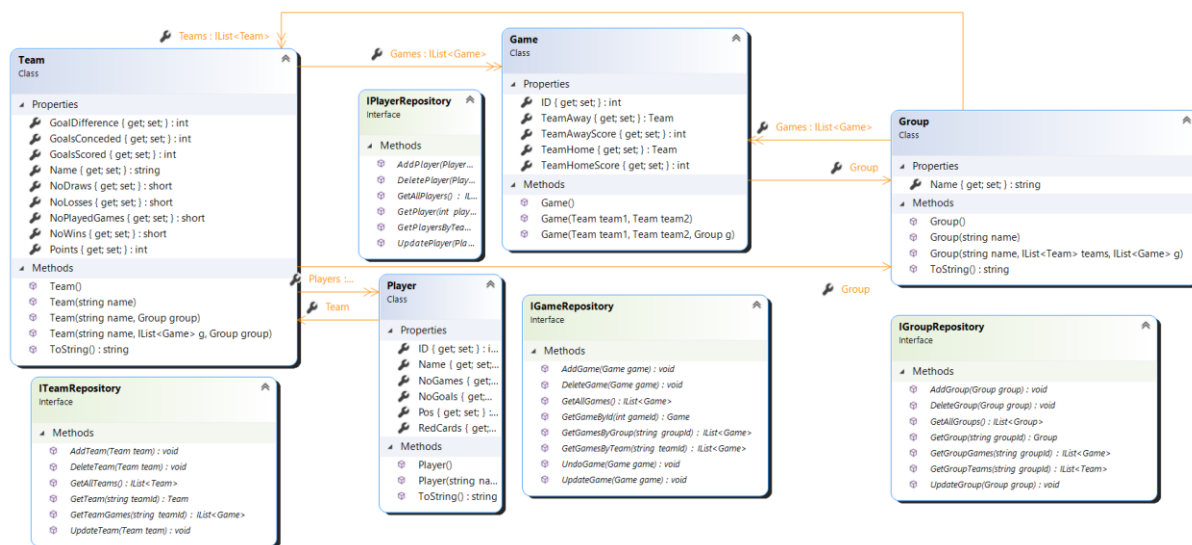 Teams : IList<Team>
Team
Class
Properties
GoalDifference { get; set; } : int
GoalsConceded { get; set; } : int
GoalsScored { get; set; } : int
Name { get; set; } : string
NoDraws { get; set; } : short
NoLosses { get; set; } : short
NoPlayedGames { get; set; } : short
NoWins { get; set; } : short
Points { get; set; } : int
Methods
Team()
Team(string name)
Team(string name, Group group)
Team(string name, IList<Game> g, Group group)
ToString() : string
Games : IList<Game>
IPlayerRepository
Interface
Methods
AddPlayer(Player...
DeletePlayer(Play...
GetAllPlayers() : IL...
GetPlayer(int play...
GetPlayersByTea...
UpdatePlayer(Pla...
Game
Class
Properties
ID { get; set; } : int
TeamAway { get; set; } : Team
TeamAwayScore { get; set; } : int
TeamHome { get; set; } : Team
TeamHomeScore { get; set; } : int
Methods
Game()
Game(Team team1, Team team2)
Game(Team team1, Team team2, Group g)
Games : IList<Game>
Group
Group
Class
Properties
Name { get; set; } : string
Methods
Group()
Group(string name)
Group(string name, IList<Team> teams, IList<Game> g)
ToString() : string
Players :...
Team
Group
Player
Class
Properties
ID { get; set; } : i...
Name { get; set;...
NoGames { get;...
NoGoals { get;...
Pos { get; set; } :...
RedCards { get;...
Methods
Player()
Player(string na...
ToString() : string
IGameRepository
Interface
Methods
AddGame(Game game) : void
DeleteGame(Game game) : void
GetAllGames() : IList<Game>
GetGameById(int gameId) : Game
GetGamesByGroup(string groupId) : IList<Game>
GetGamesByTeam(string teamId) : IList<Game>
UndoGame(Game game) : void
UpdateGame(Game game) : void
IGroupRepository
Interface
Methods
AddGroup(Group group) : void
DeleteGroup(Group group) : void
GetAllGroups() : IList<Group>
GetGroup(string groupId) : Group
GetGroupGames(string groupId) : IList<Game>
GetGroupTeams(string groupId) : IList<Team>
UpdateGroup(Group group) : void
ITeamRepository
Interface
Methods
AddTeam(Team team) : void
DeleteTeam(Team team) : void
GetAllTeams() : IList<Team>
GetTeam(string teamId) : Team
GetTeamGames(string teamId) : IList<Game>
UpdateTeam(Team team) : void